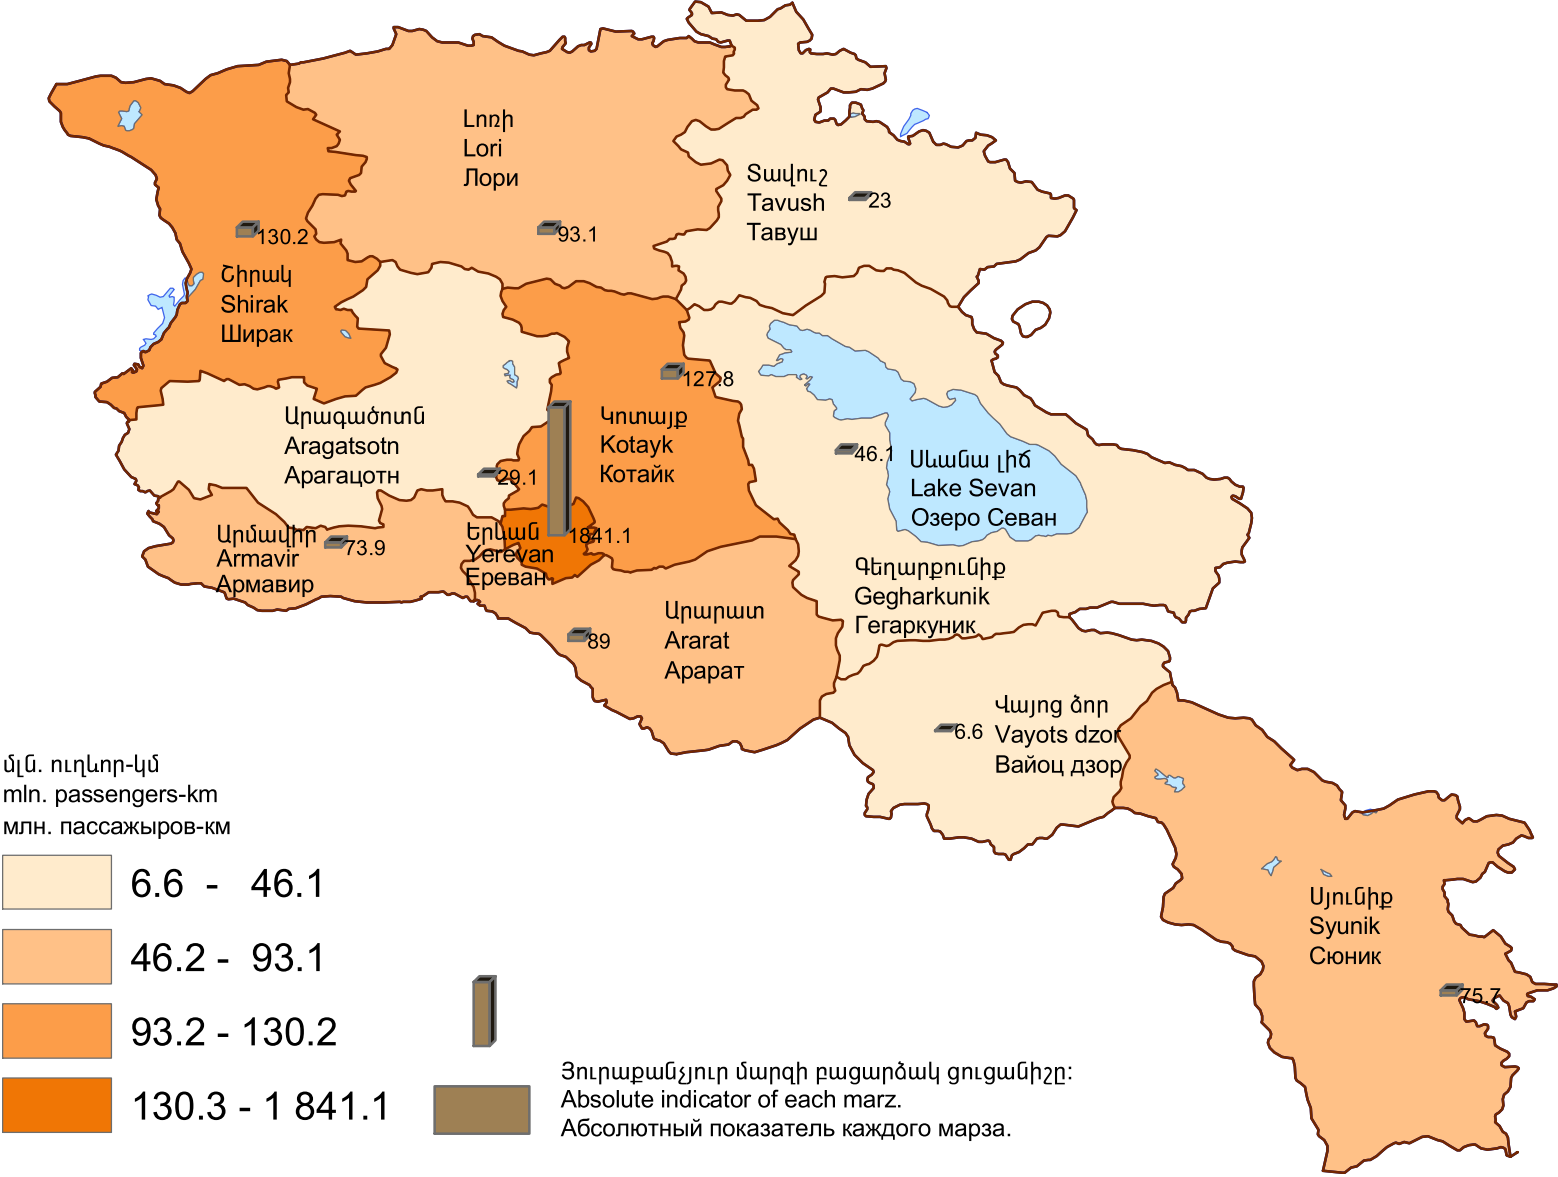 Լոռի
Lori
Лори
Տավուշ
Tavush
Тавуш
23
130.2
93.1
Շիրակ
Shirak
Ширак
127.8
Արագածոտն
Aragatsotn
Арагацотн
29.1
Կոտայք
Kotayk
Котайк
46.1
Սևանա լիճ
Lake Sevan
Озеро Севан
Արմավիր
Armavir
Армавир
73.9
Երևան
Yerevan
Ереван
1841.1
Գեղարքունիք
Gegharkunik
Гегаркуник
89
Արարատ
Ararat
Арарат
6.6
Վայոց ձոր
Vayots dzor
Вайоц дзор
Սյունիք
Syunik
Сюник
75.7
մլն. ուղևոր-կմ
mln. passengers-km
млн. пассажыров-км
6.6 - 46.1
46.2 - 93.1
93.2 - 130.2
130.3 - 1 841.1
Յուրաքանչյուր մարզի բացարձակ ցուցանիշը:
Absolute indicator of each marz.
Абсолютный показатель каждого марза.